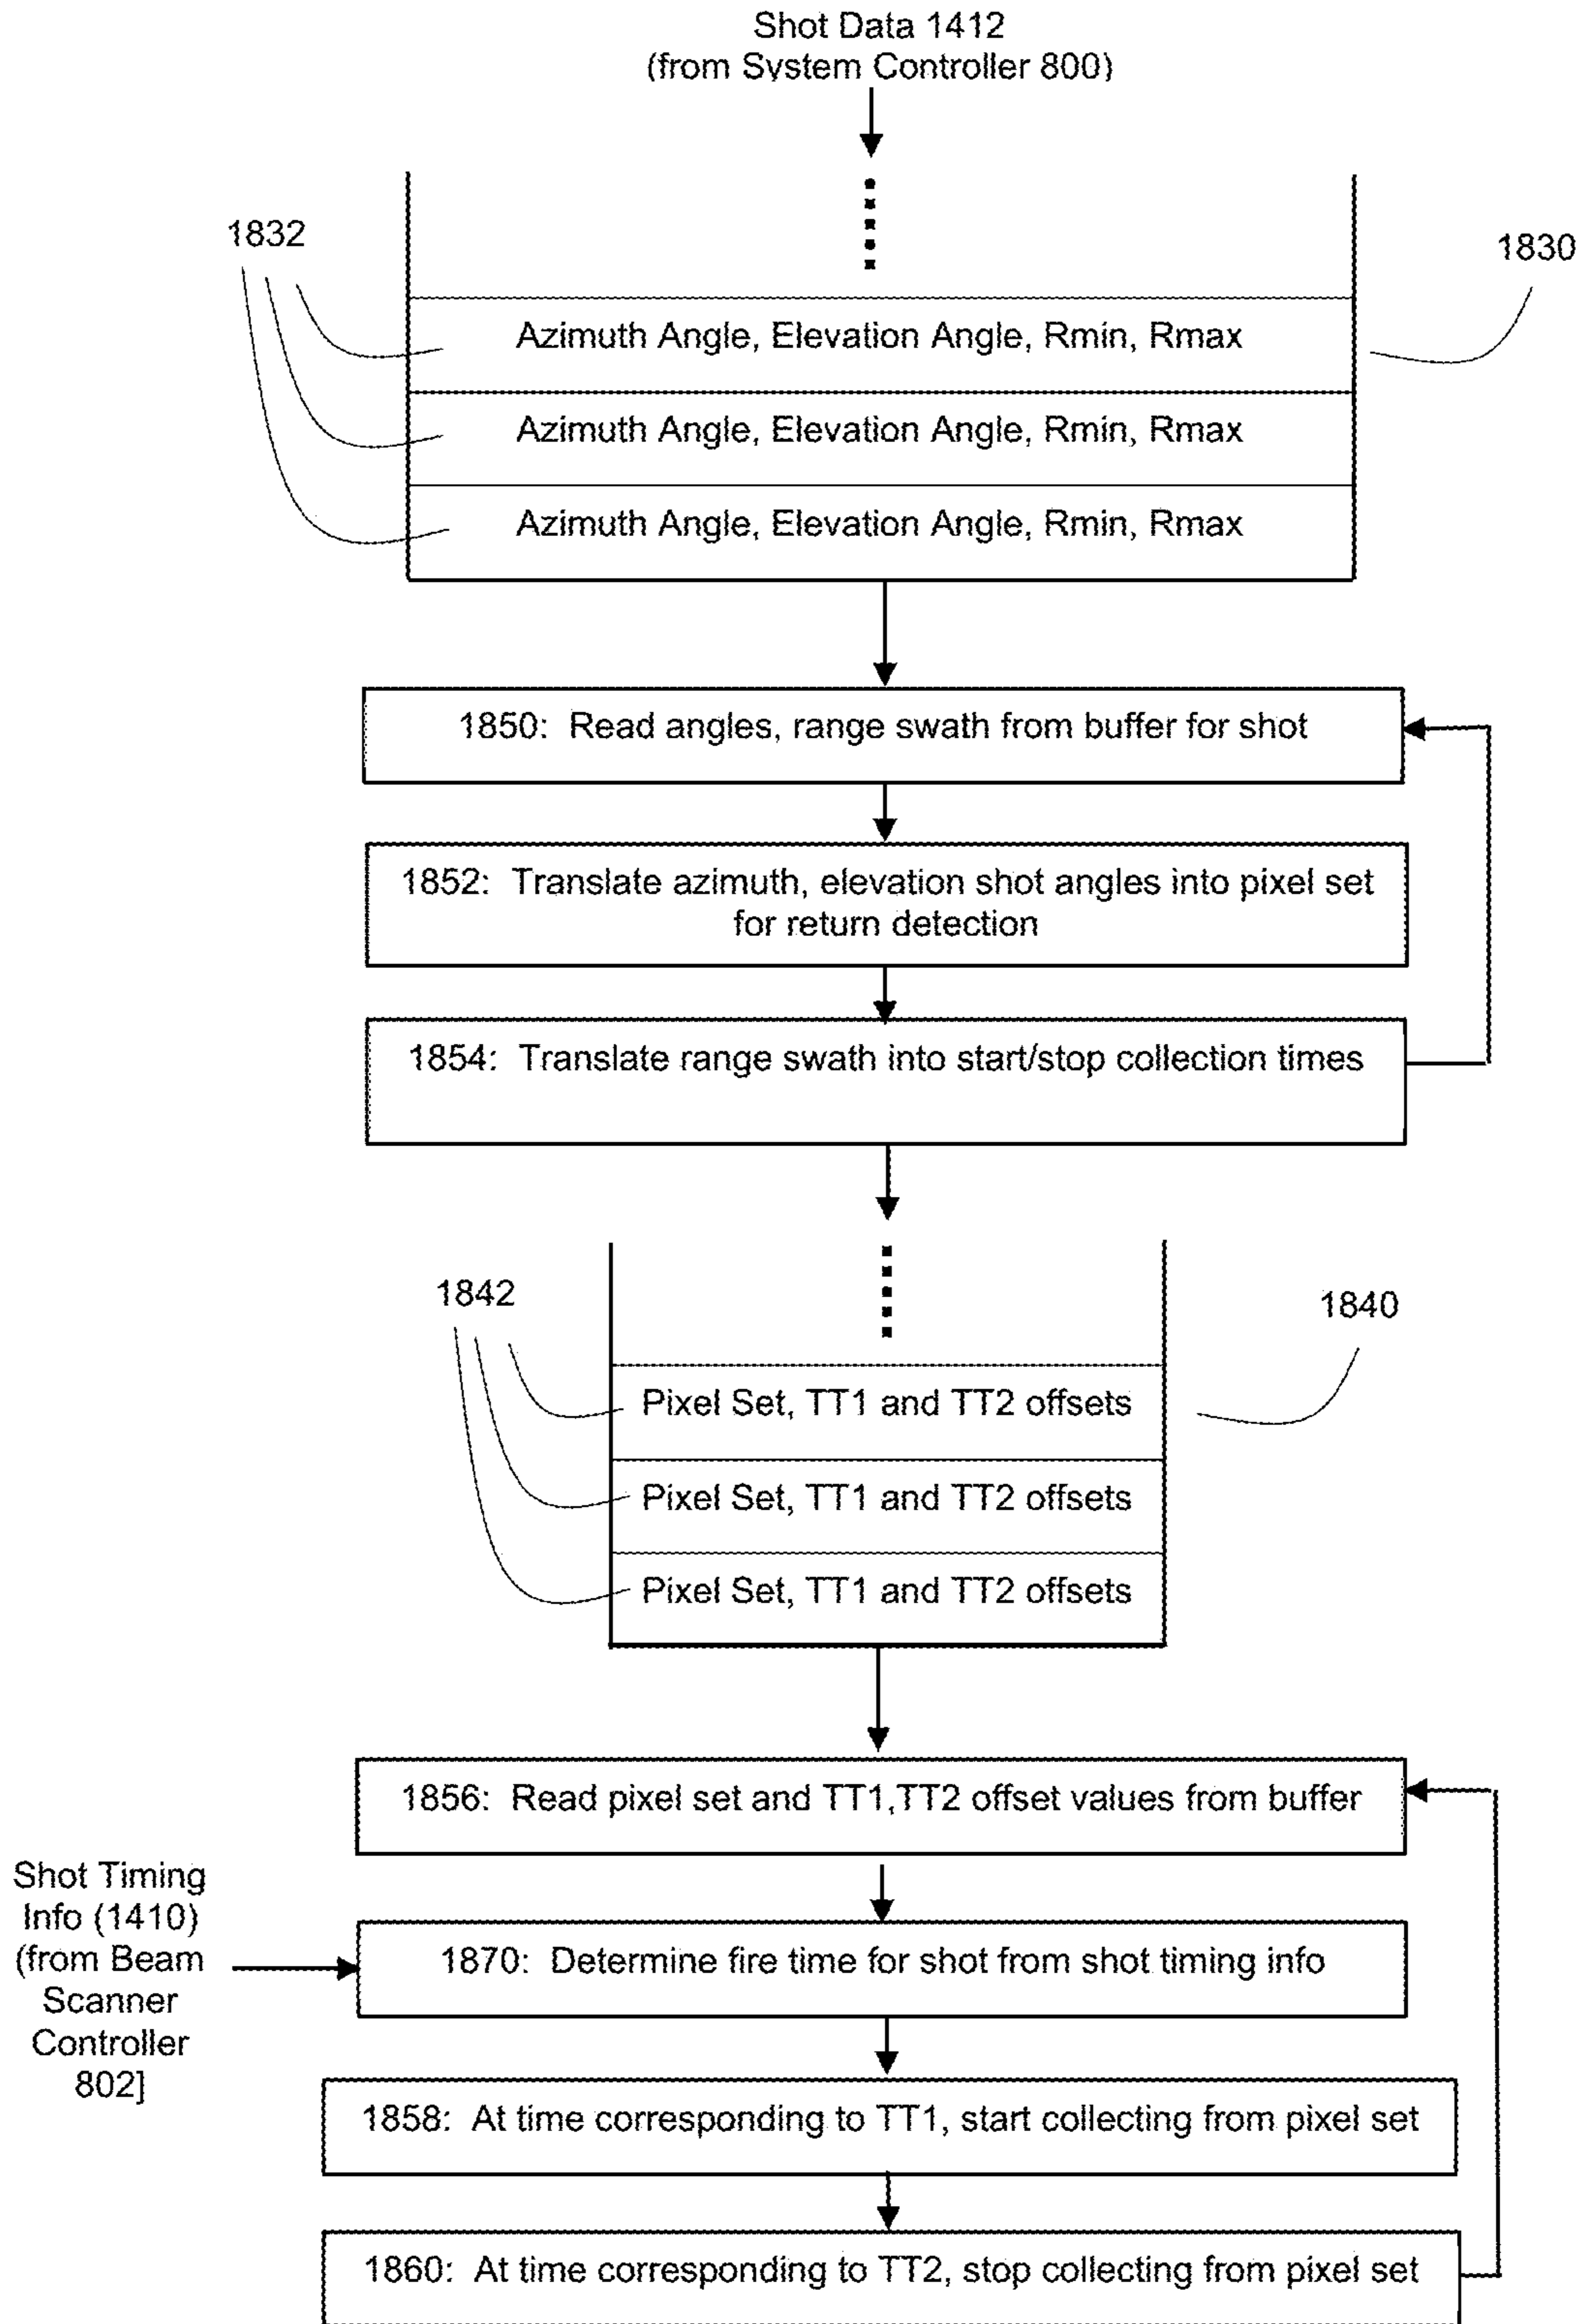 Shot Data 1412
(from System Controller 800)
1832
1830
Azimuth Angle, Elevation Angle, Rmin, Rmax
Azimuth Angle, Elevation Angle, Rmin, Rmax
Azimuth Angle, Elevation Angle, Rmin, Rmax
1850: Read angles, range swath from buffer for shot
1852: Translate azimuth, elevation shot angles into pixel set
for return detection
1854: Translate range swath into start/stop collection times
1842
1840
Pixel Set, TT1 and TT2 offsets
Pixel Set, TT1 and TT2 offsets
Pixel Set, TT1 and TT2 offsets
1856: Read pixel set and TT1,TT2 offset values from buffer
Shot Timing
Info (1410)
(from Beam
Scanner
Controller
802]
1870: Determine fire time for shot from shot timing info
1858: At time corresponding to TT1, start collecting from pixel set
1860: At time corresponding to TT2, stop collecting from pixel set